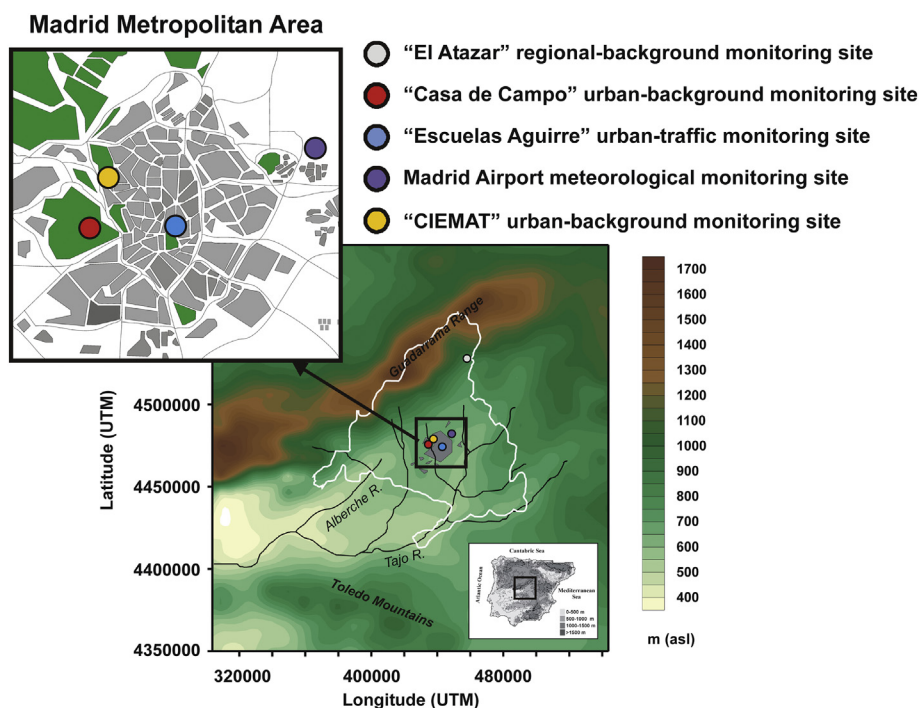 Madrid Metropolitan Area
“El Atazar” regional-background monitoring site
“Casa de Campo” urban-background monitoring site
“Escuelas Aguirre” urban-traffic monitoring site
Madrid Airport meteorological monitoring site
“CIEMAT” urban-background monitoring site
Guadarrama Range
Alberche R.
Tajo R.
Toledo Mountains
Latitude (UTM)
4500000
4450000
4400000
4350000
320000
400000
480000
Longitude (UTM)
Cantabric Sea
Atlantic Ocean
Mediterranean
Sea
0-500 m
500-1000 m
1000-1500 m
>1500 m
1700
1600
1500
1400
1300
1200
1100
1000
900
800
700
600
500
400
m (asl)